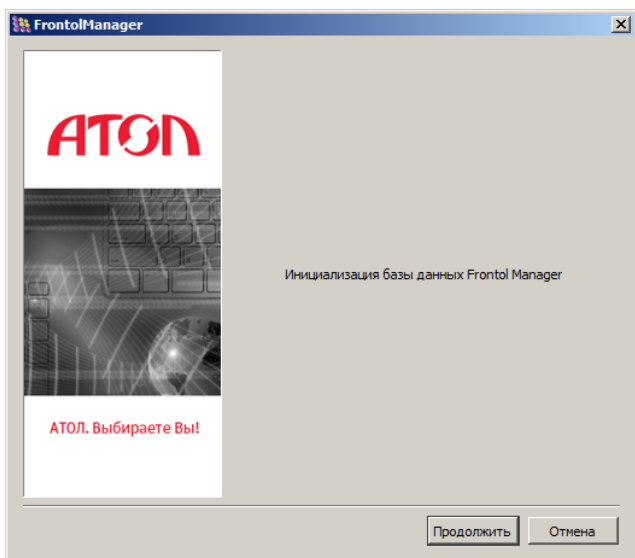 FrontolManager
АТОЛ
Инициализация базы данных Frontol Manager
АТОЛ. Выбираете Вы!
Продолжить
Отмена